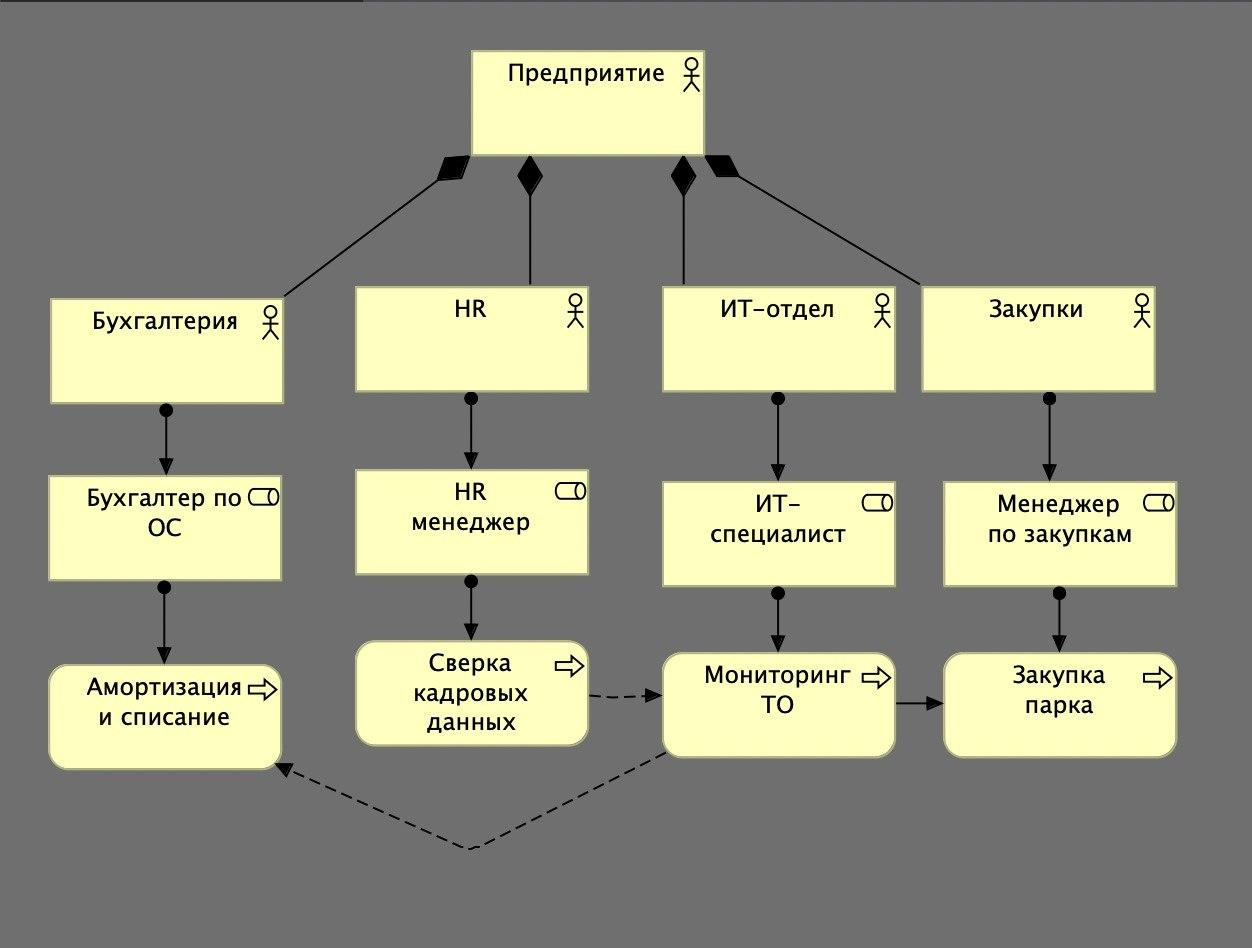 Предприятие
Бухгалтерия
HR
ИТ-отдел
Закупки
Бухгалтер по
ОС
HR
менеджер
ИТ-
специалист
Менеджер
по закупкам
Амортизация
и списание
Сверка
кадровых
данных
Мониторинг
ТО
Закупка
парка